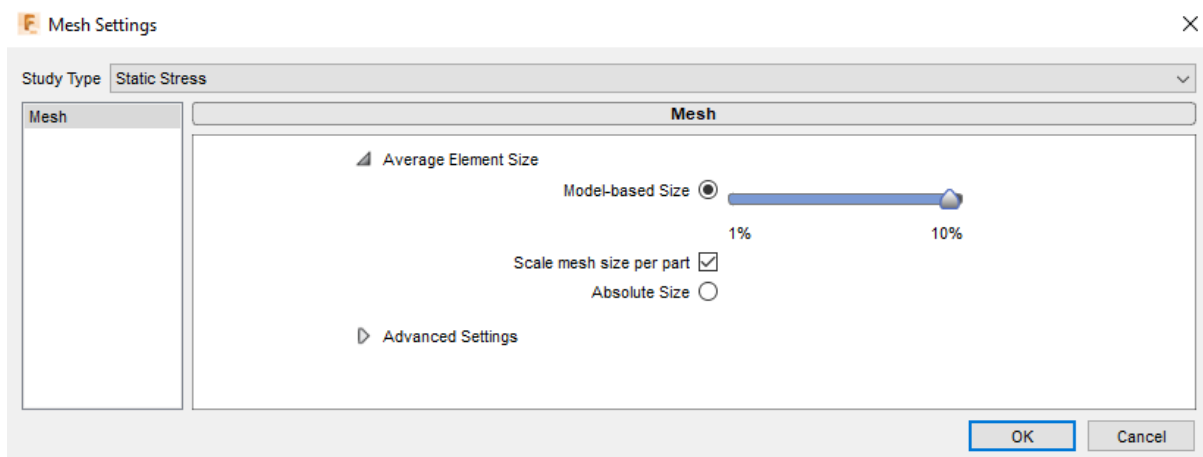 Mesh Settings
Study Type Static Stress
Mesh
Mesh
Average Element Size
Model-based Size
1% 10%
Scale mesh size per part
Absolute Size
Advanced Settings
OK Cancel